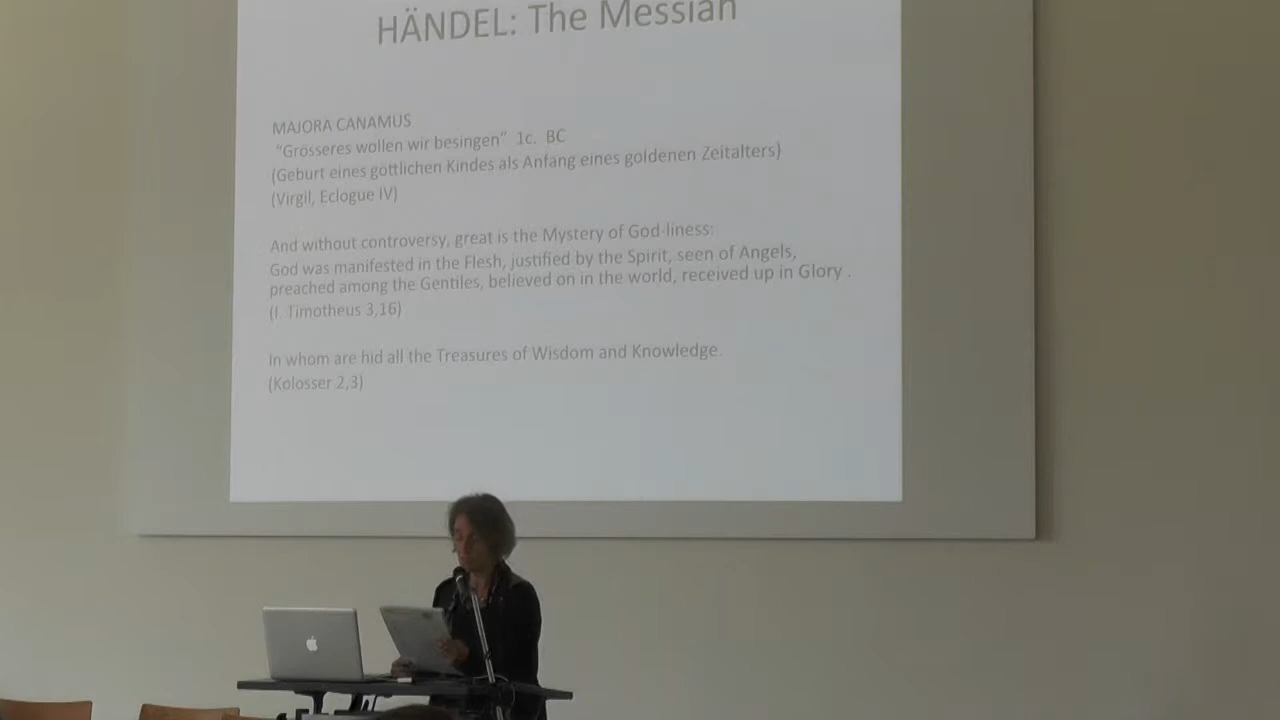 HÄNDEL: The Messiah
MAJORA CANAMUS
"Grösseres wollen wir besingen" 1c. BC
(Geburt eines göttlichen Kindes als Anfang eines goldenen Zeitalters)
(Virgil, Eclogue IV)
And without controversy, great is the Mystery of God-liness:
God was manifested in the Flesh, justified by the Spirit, seen of Angels,
preached among the Gentiles, believed on in the world, received up in Glory .
(I. Timotheus 3,16)
In whom are hid all the Treasures of Wisdom and Knowledge.
(Kolosser 2,3)